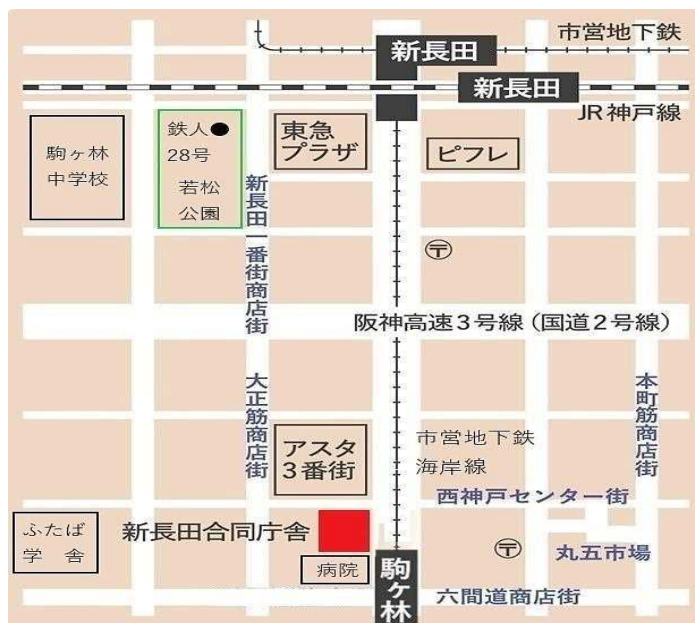 市営地下鉄
新長田
新長田
JR神戸線
駒ヶ林
中学校
鉄人●
28号
若松
公園
東急
プラザ
ピフレ
新長田一番街商店街
〒
阪神高速3号線(国道2号線)
大正筋商店街
本町筋商店街
アスタ
3番街
市営地下鉄
海岸線
西神戸センター街
ふたば
学舎
新長田合同庁舎
病院
駒ヶ林
〒
丸五市場
六間道商店街